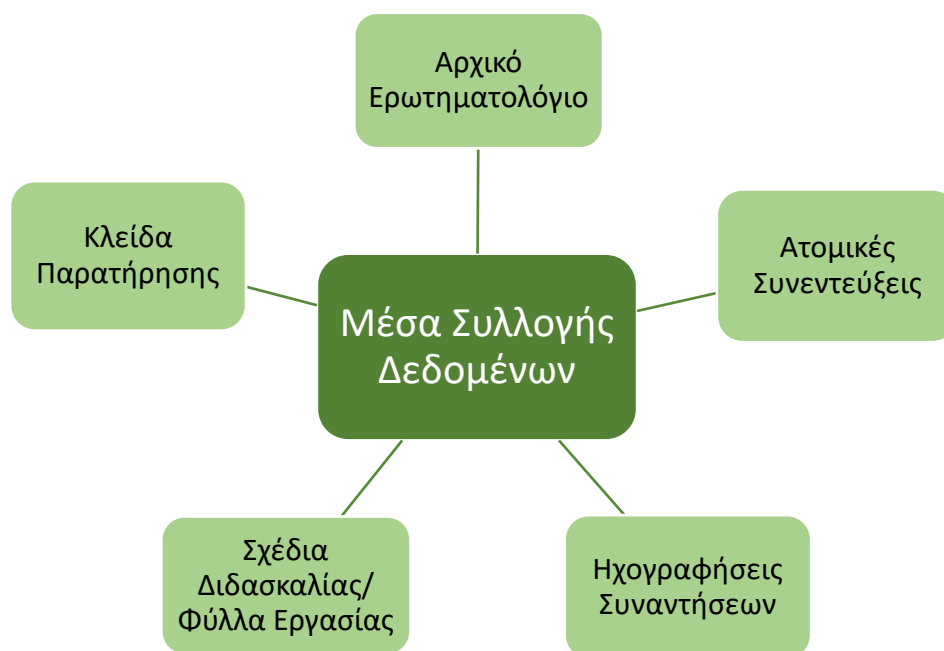 Αρχικό
Ερωτηματολόγιο
Κλείδα
Παρατήρησης
Ατομικές
Συνεντεύξεις
Μέσα Συλλογής
Δεδομένων
Σχέδια
Διδασκαλίας/
Φύλλα Εργασίας
Ηχογραφήσεις
Συναντήσεων